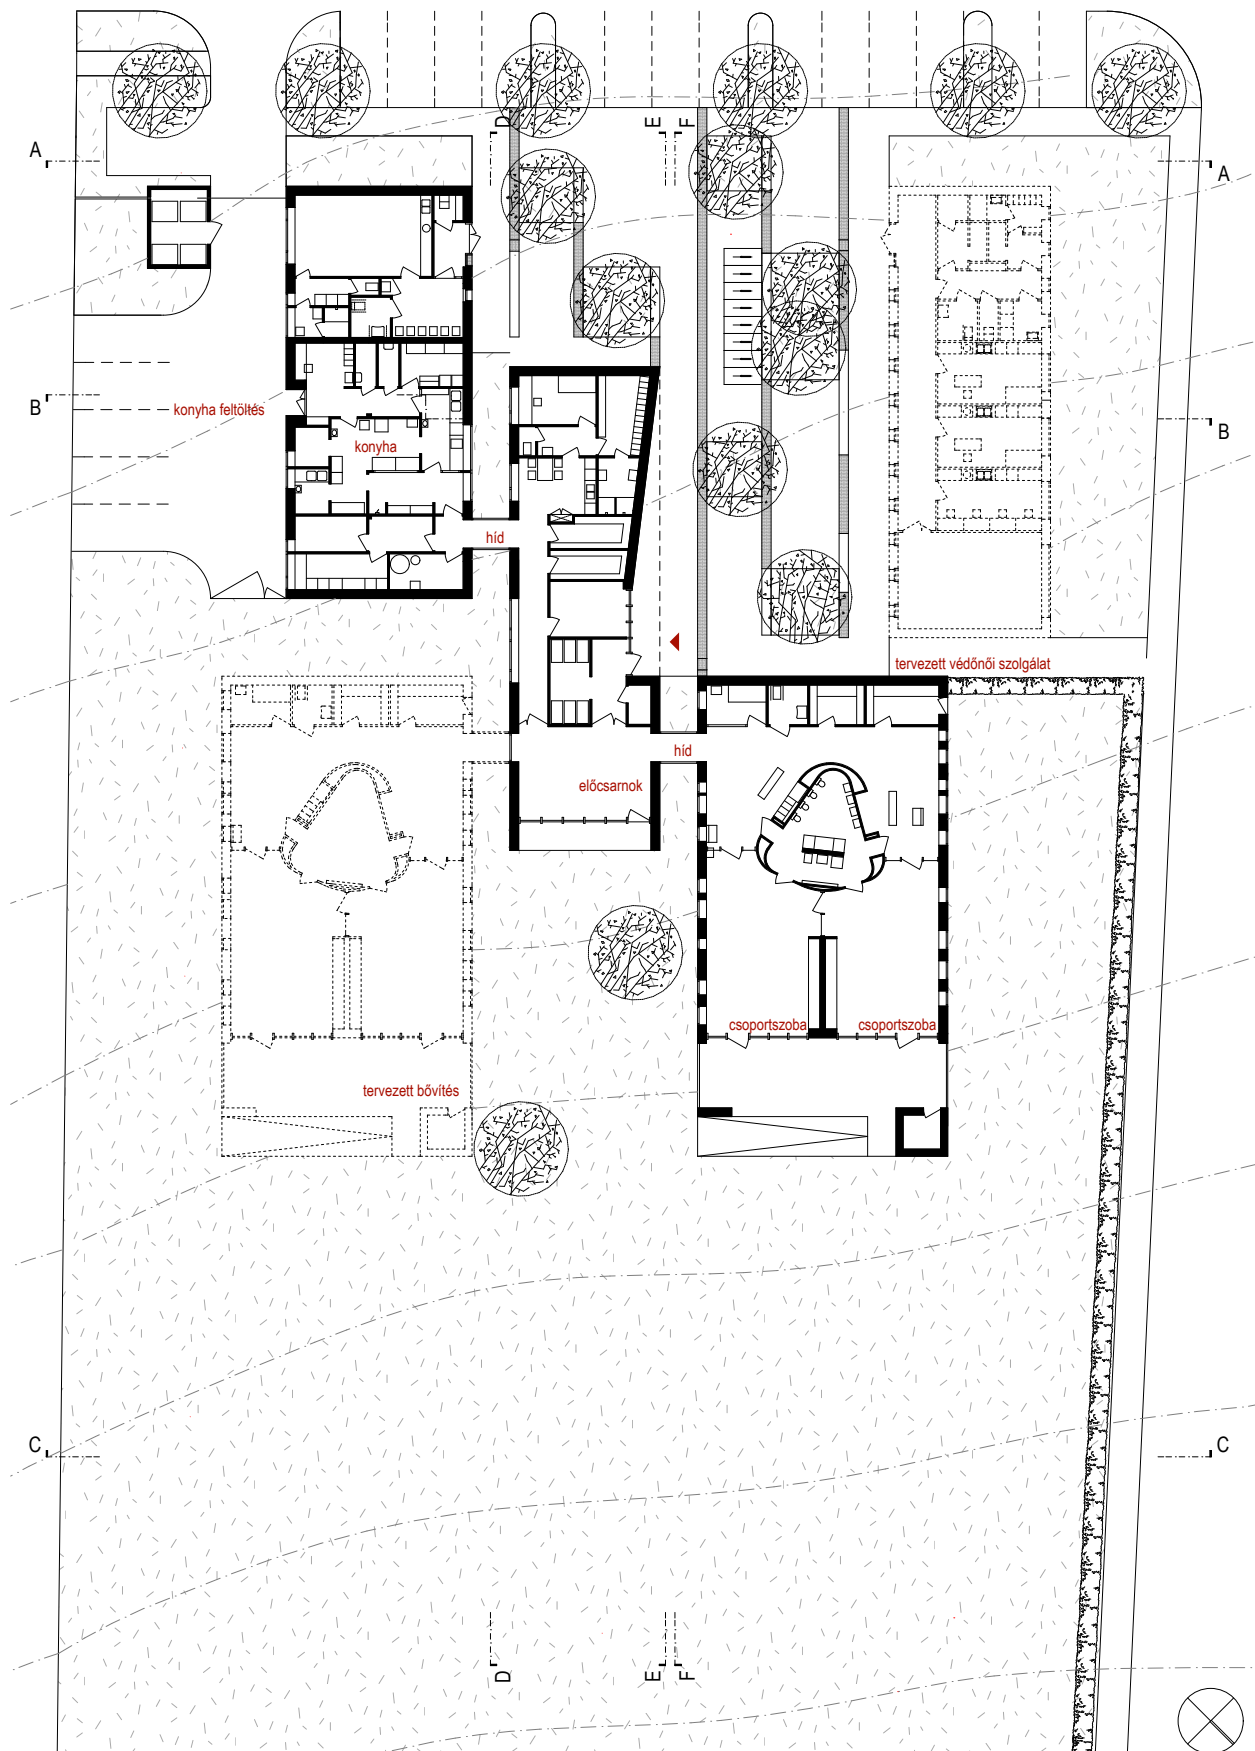 D
E
F
A
A
B
konyha feltöltés
B
konyha
híd
tervezett védőnői szolgálat
híd
előcsarnok
csoportszoba
csoportszoba
tervezett bővítés
C
C
D
E
F